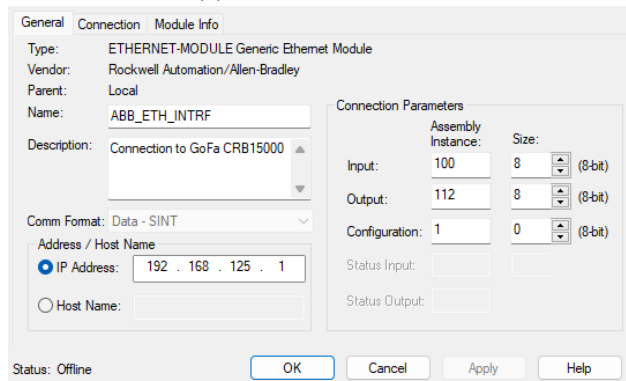 General Connection Module Info
Type: ETHERNET-MODULE Generic Ethernet Module
Vendor: Rockwell Automation/Allen-Bradley
Parent: Local
Name: ABB_ETH_INTRF
Description: Connection to GoFa CRB15000
Comm Format: Data - SINT
Address / Host Name
IP Address: 192 . 168 . 125 . 1
Host Name:
Connection Parameters
Assembly Instance: Size:
Input: 100 8 (8-bit)
Output: 112 8 (8-bit)
Configuration: 1 0 (8-bit)
Status Input:
Status Output:
Status: Offline OK Cancel Apply Help